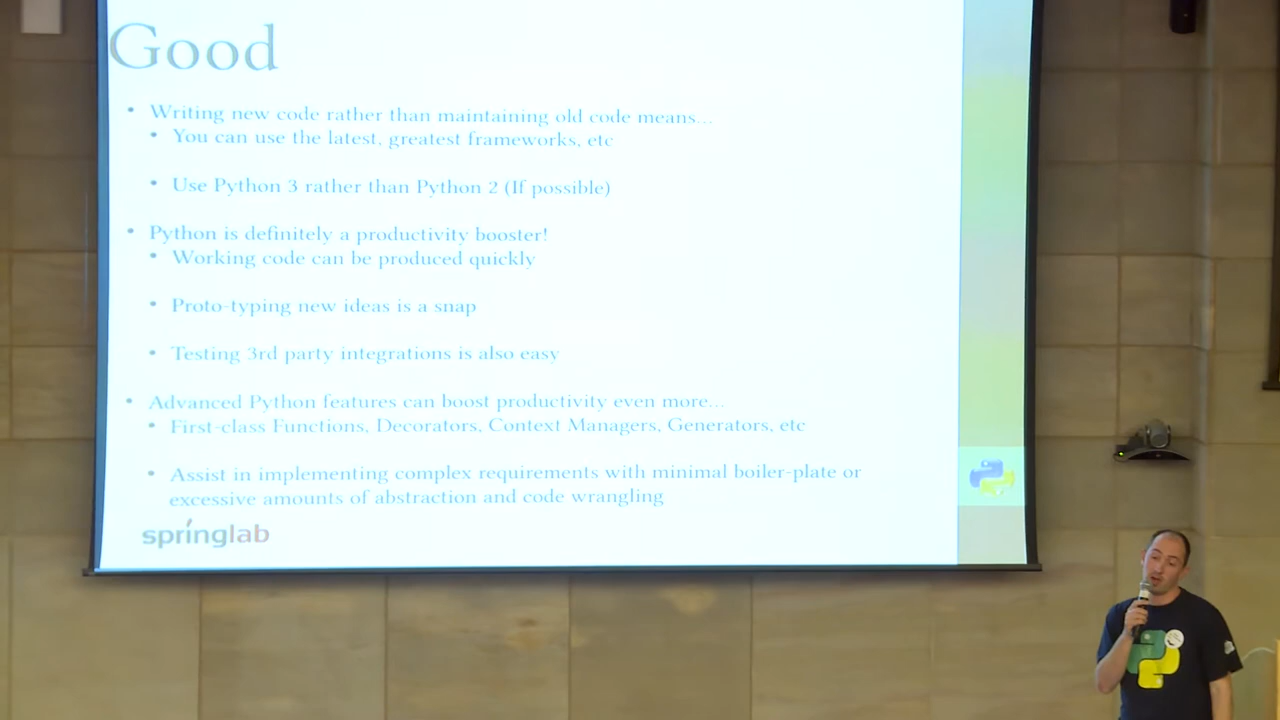 Good
• Writing new code rather than maintaining old code means...
• You can use the latest, greatest frameworks, etc
• Use Python 3 rather than Python 2 (If possible)
• Python is definitely a productivity booster!
• Working code can be produced quickly
• Proto-typing new ideas is a snap
• Testing 3rd party integrations is also easy
• Advanced Python features can boost productivity even more...
• First-class Functions, Decorators, Context Managers, Generators, etc
• Assist in implementing complex requirements with minimal boiler-plate or
excessive amounts of abstraction and code wrangling
springlab